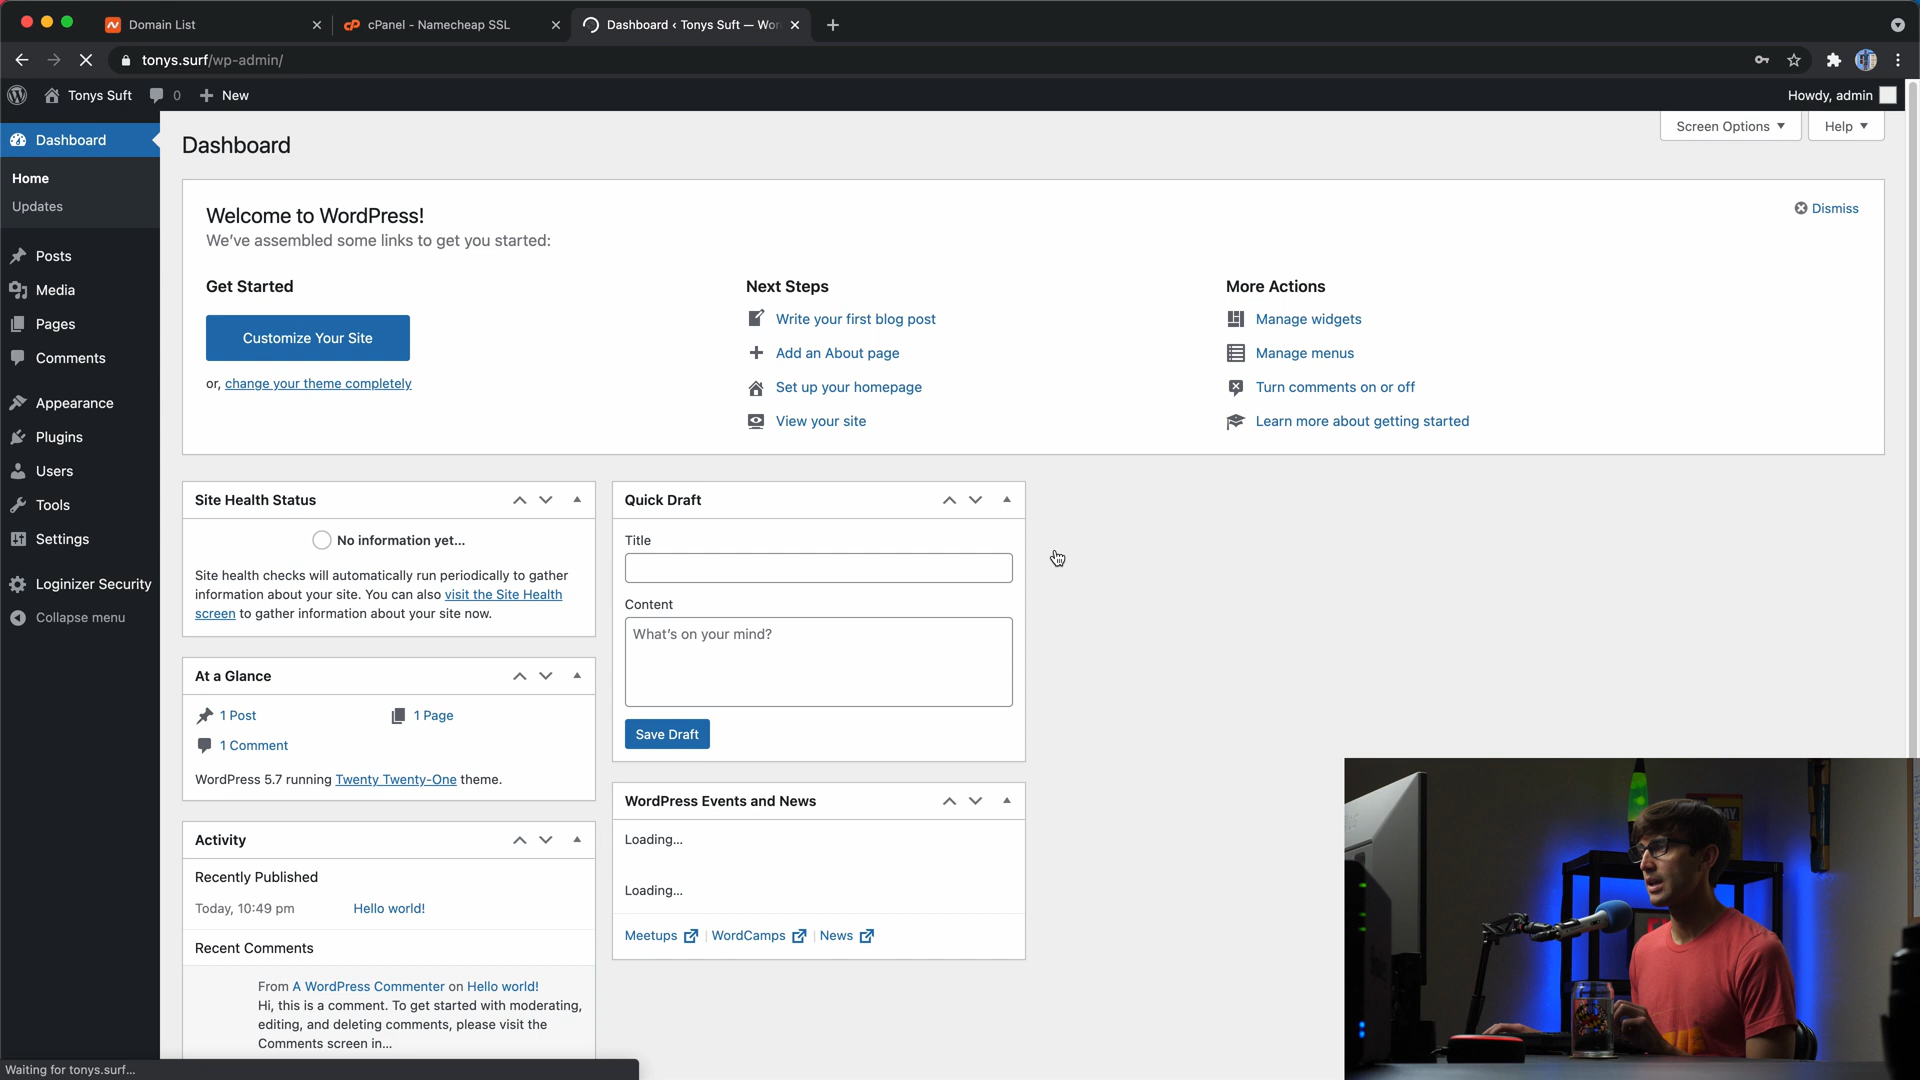 Domain List
cPanel - Namecheap SSL
Dashboard ‹ Tonys Suft — Wor
tonys.surf/wp-admin/
Tonys Suft
0
New
Howdy, admin
Dashboard
Home
Updates
Posts
Media
Pages
Comments
Appearance
Plugins
Users
Tools
Settings
Loginizer Security
Collapse menu
Dashboard
Screen Options
Help
Welcome to WordPress!
We've assembled some links to get you started:
Dismiss
Get Started
Customize Your Site
or, change your theme completely
Next Steps
Write your first blog post
Add an About page
Set up your homepage
View your site
More Actions
Manage widgets
Manage menus
Turn comments on or off
Learn more about getting started
Site Health Status
No information yet...
Site health checks will automatically run periodically to gather
information about your site. You can also visit the Site Health
screen to gather information about your site now.
At a Glance
1 Post
1 Page
1 Comment
WordPress 5.7 running Twenty Twenty-One theme.
Activity
Recently Published
Today, 10:49 pm
Hello world!
Recent Comments
From A WordPress Commenter on Hello world!
Hi, this is a comment. To get started with moderating,
editing, and deleting comments, please visit the
Comments screen in...
Quick Draft
Title
Content
What's on your mind?
Save Draft
WordPress Events and News
Loading...
Loading...
Meetups | WordCamps | News
Waiting for tonys.surf...